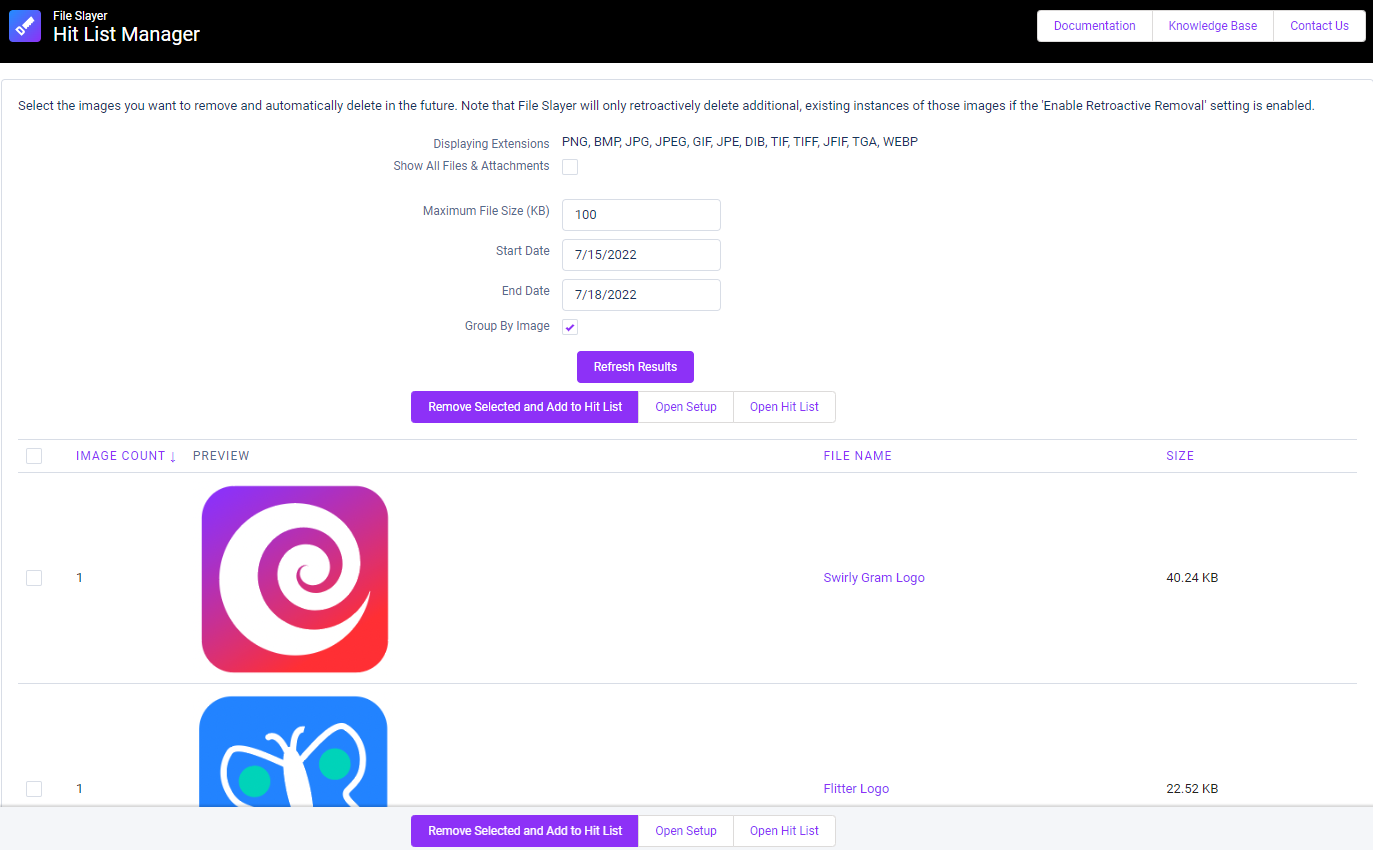 File Slayer
Hit List Manager
Documentation
Knowledge Base
Contact Us
Select the images you want to remove and automatically delete in the future. Note that File Slayer will only retroactively delete additional, existing instances of those images if the 'Enable Retroactive Removal' setting is enabled.
Displaying Extensions PNG, BMP, JPG, JPEG, GIF, JPE, DIB, TIF, TIFF, JFIF, TGA, WEBP
Show All Files & Attachments
Maximum File Size (KB) 100
Start Date 7/15/2022
End Date 7/18/2022
Group By Image
Refresh Results
Remove Selected and Add to Hit List Open Setup Open Hit List
IMAGE COUNT ↓ PREVIEW FILE NAME SIZE
1 Swirly Gram Logo 40.24 KB
1 Flitter Logo 22.52 KB
Remove Selected and Add to Hit List Open Setup Open Hit List